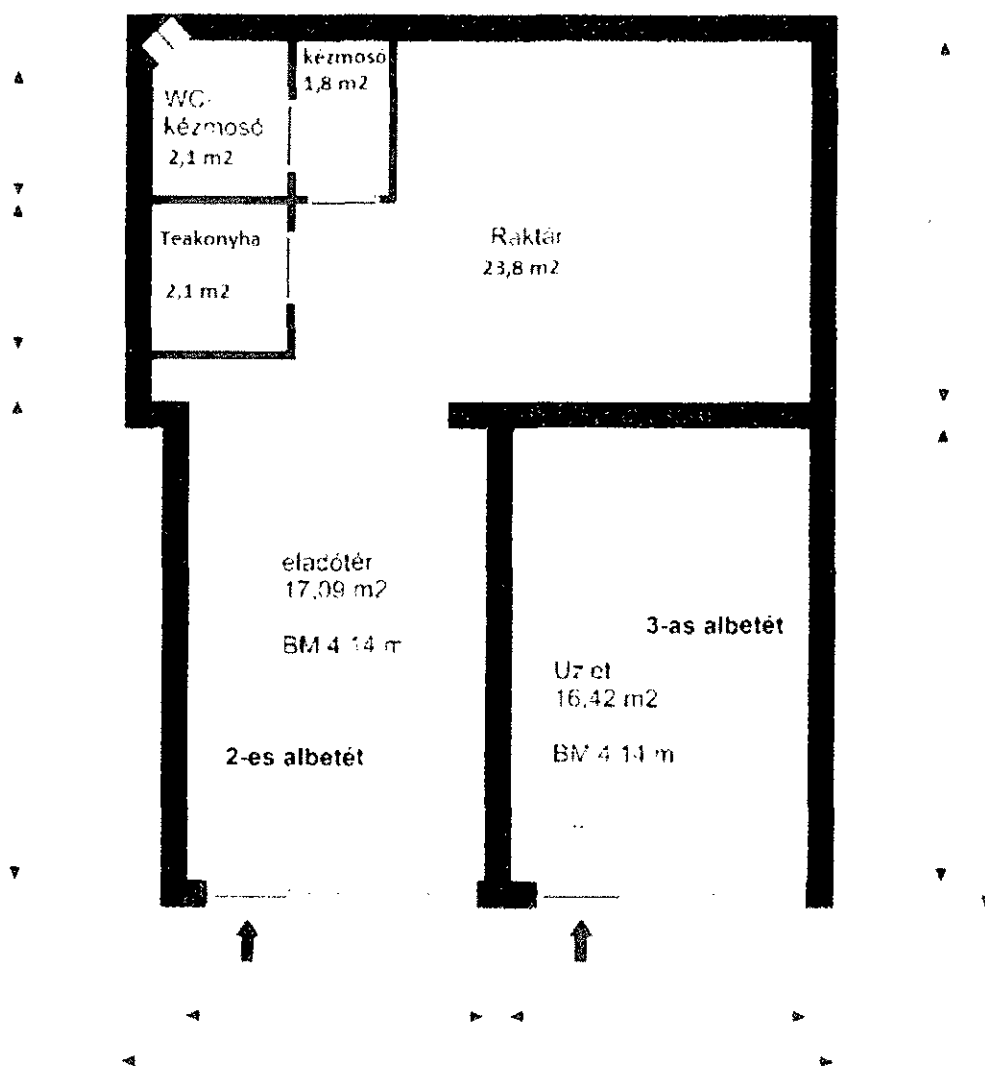 kézmosó
1,8 m2
WC-
kézmosó
2,1 m2
Teakonyha
2,1 m2
Raktár
23,8 m2
eladótér
17,09 m2
BM 4.14 m
2-es albetét
3-as albetét
Uzlet
16,42 m2
BM 4.14 m